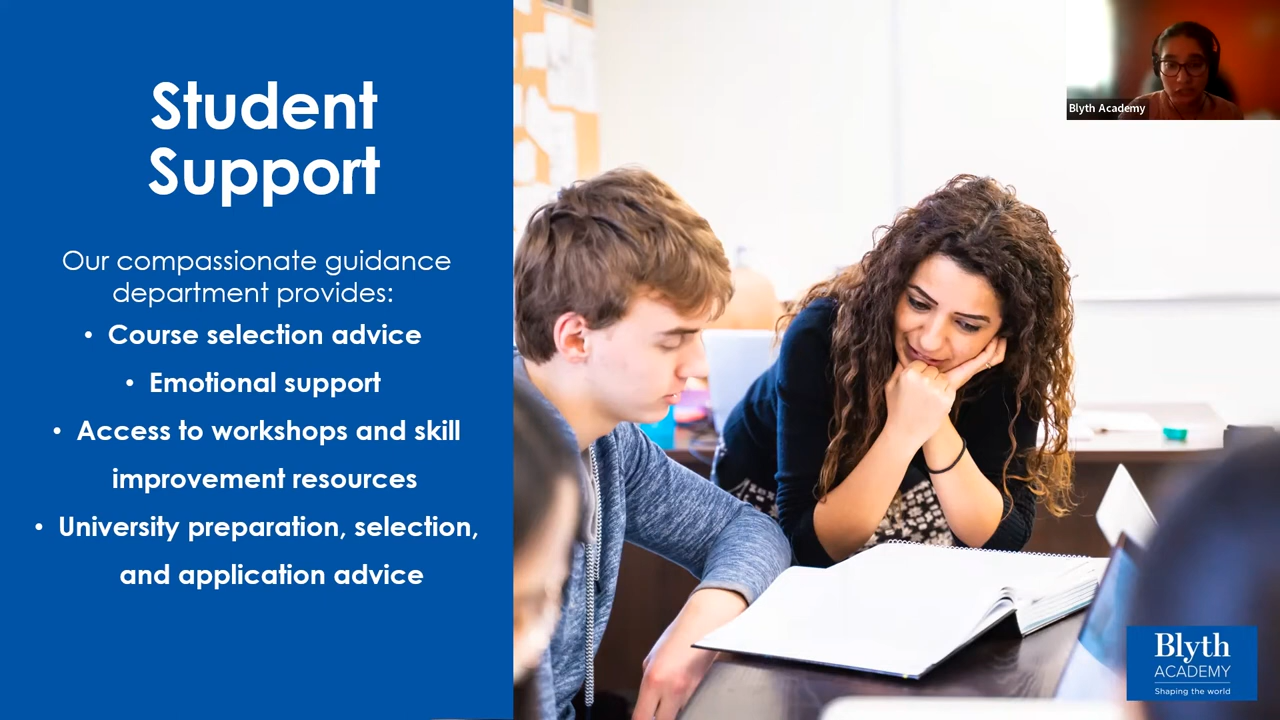 Student
Support
Our compassionate guidance
department provides:
• Course selection advice
• Emotional support
• Access to workshops and skill
improvement resources
• University preparation, selection,
and application advice
Blyth Academy
Blyth
ACADEMY
Shaping the world